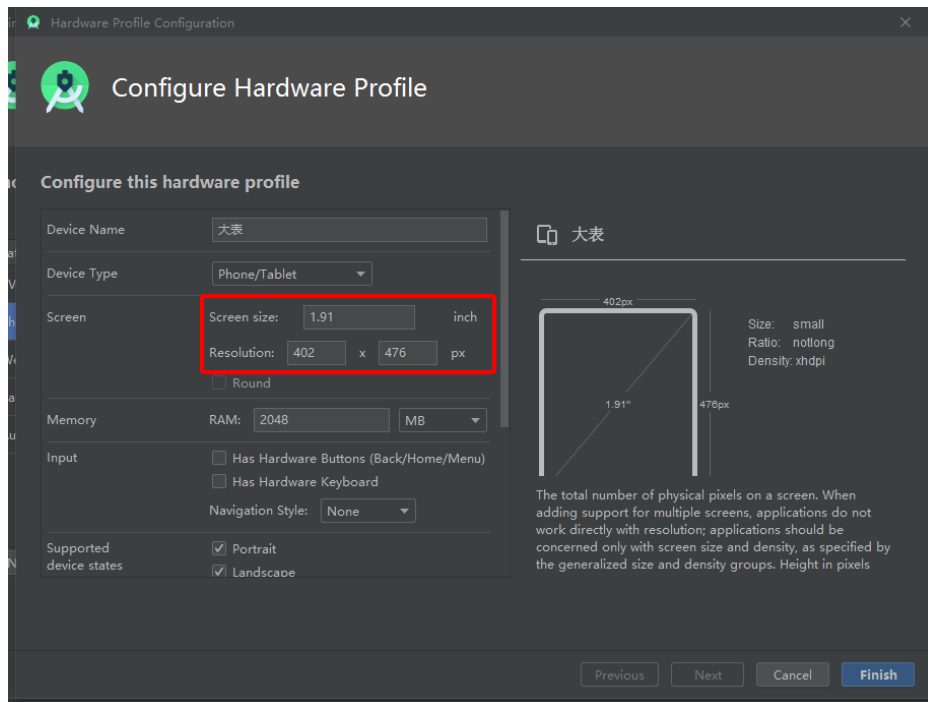 Hardware Profile Configuration
Configure Hardware Profile
Configure this hardware profile
Device Name 大表
Device Type Phone/Tablet
Screen Screen size: 1.91 inch
Resolution: 402 x 476 px
Round
Memory RAM: 2048 MB
Input Has Hardware Buttons (Back/Home/Menu)
Has Hardware Keyboard
Navigation Style: None
Supported Portrait
device states Landscape
大表
402px
Size: small
Ratio: notlong
Density: xhdpi
1.91"
476px
The total number of physical pixels on a screen. When
adding support for multiple screens, applications do not
work directly with resolution; applications should be
concerned only with screen size and density, as specified by
the generalized size and density groups. Height in pixels
Previous Next Cancel Finish